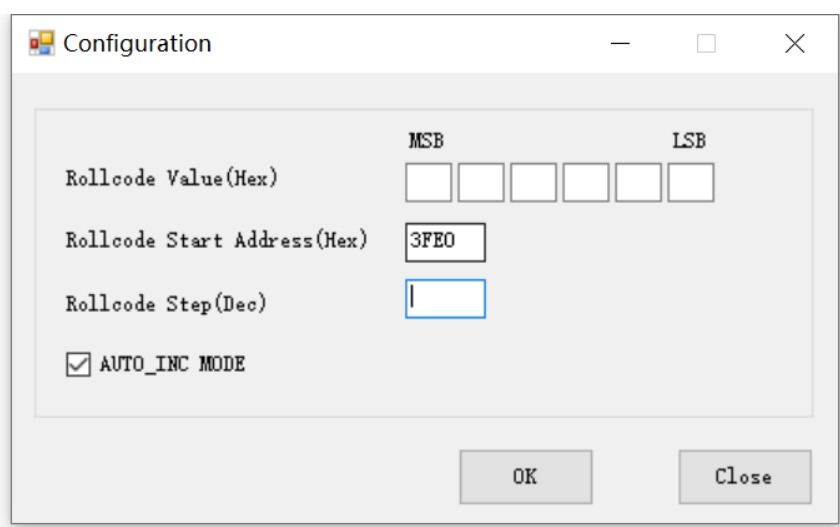 Configuration
MSB LSB
Rollcode Value(Hex)
Rollcode Start Address(Hex) 3FE0
Rollcode Step(Dec)
AUTO_INC MODE
OK Close